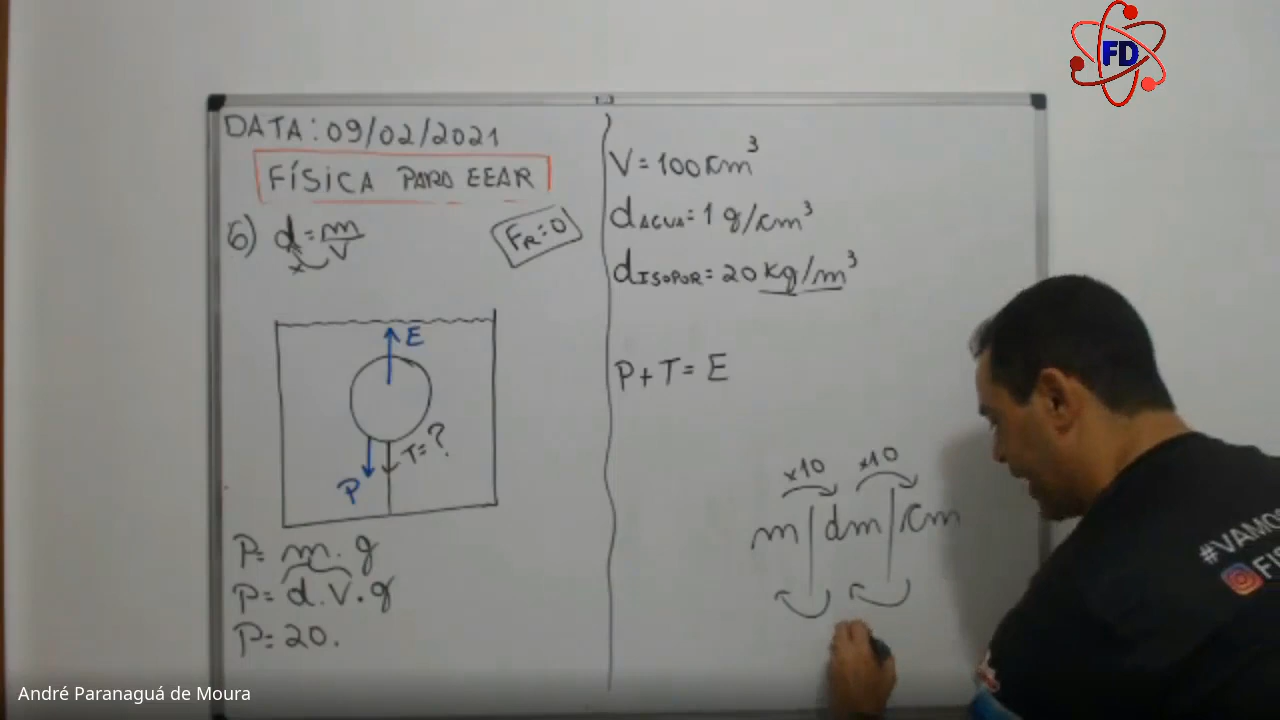 FD
DATA: 09/02/2021
FÍSICA PARA EEAR
6) d = m
V
x
FR = 0
E
P
T = ?
P = m. g
P = d. V. g
P = 20.
V = 100 cm³
dÁGUA = 1 g/cm³
dISOPOR = 20 kg/m³
P + T = E
x10 x10
m | dm | cm
#VAMOS
André Paranaguá de Moura